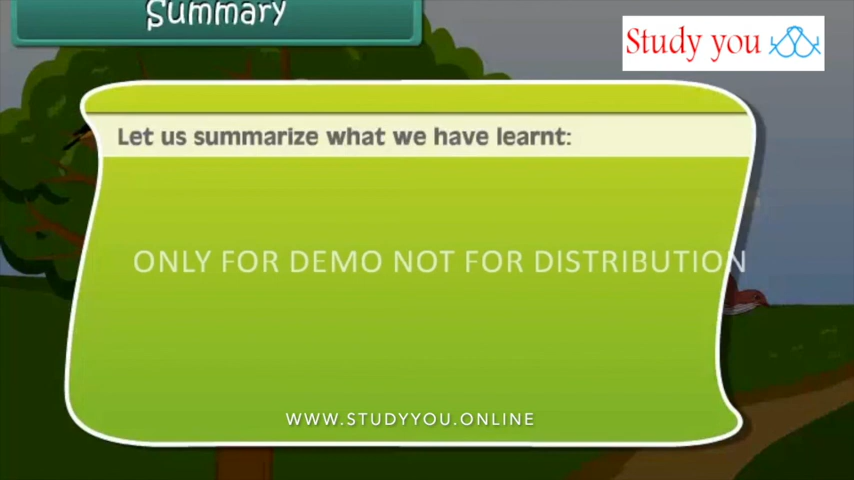 Summary
Study you
Let us summarize what we have learnt:
ONLY FOR DEMO NOT FOR DISTRIBUTION
WWW.STUDYYOU.ONLINE